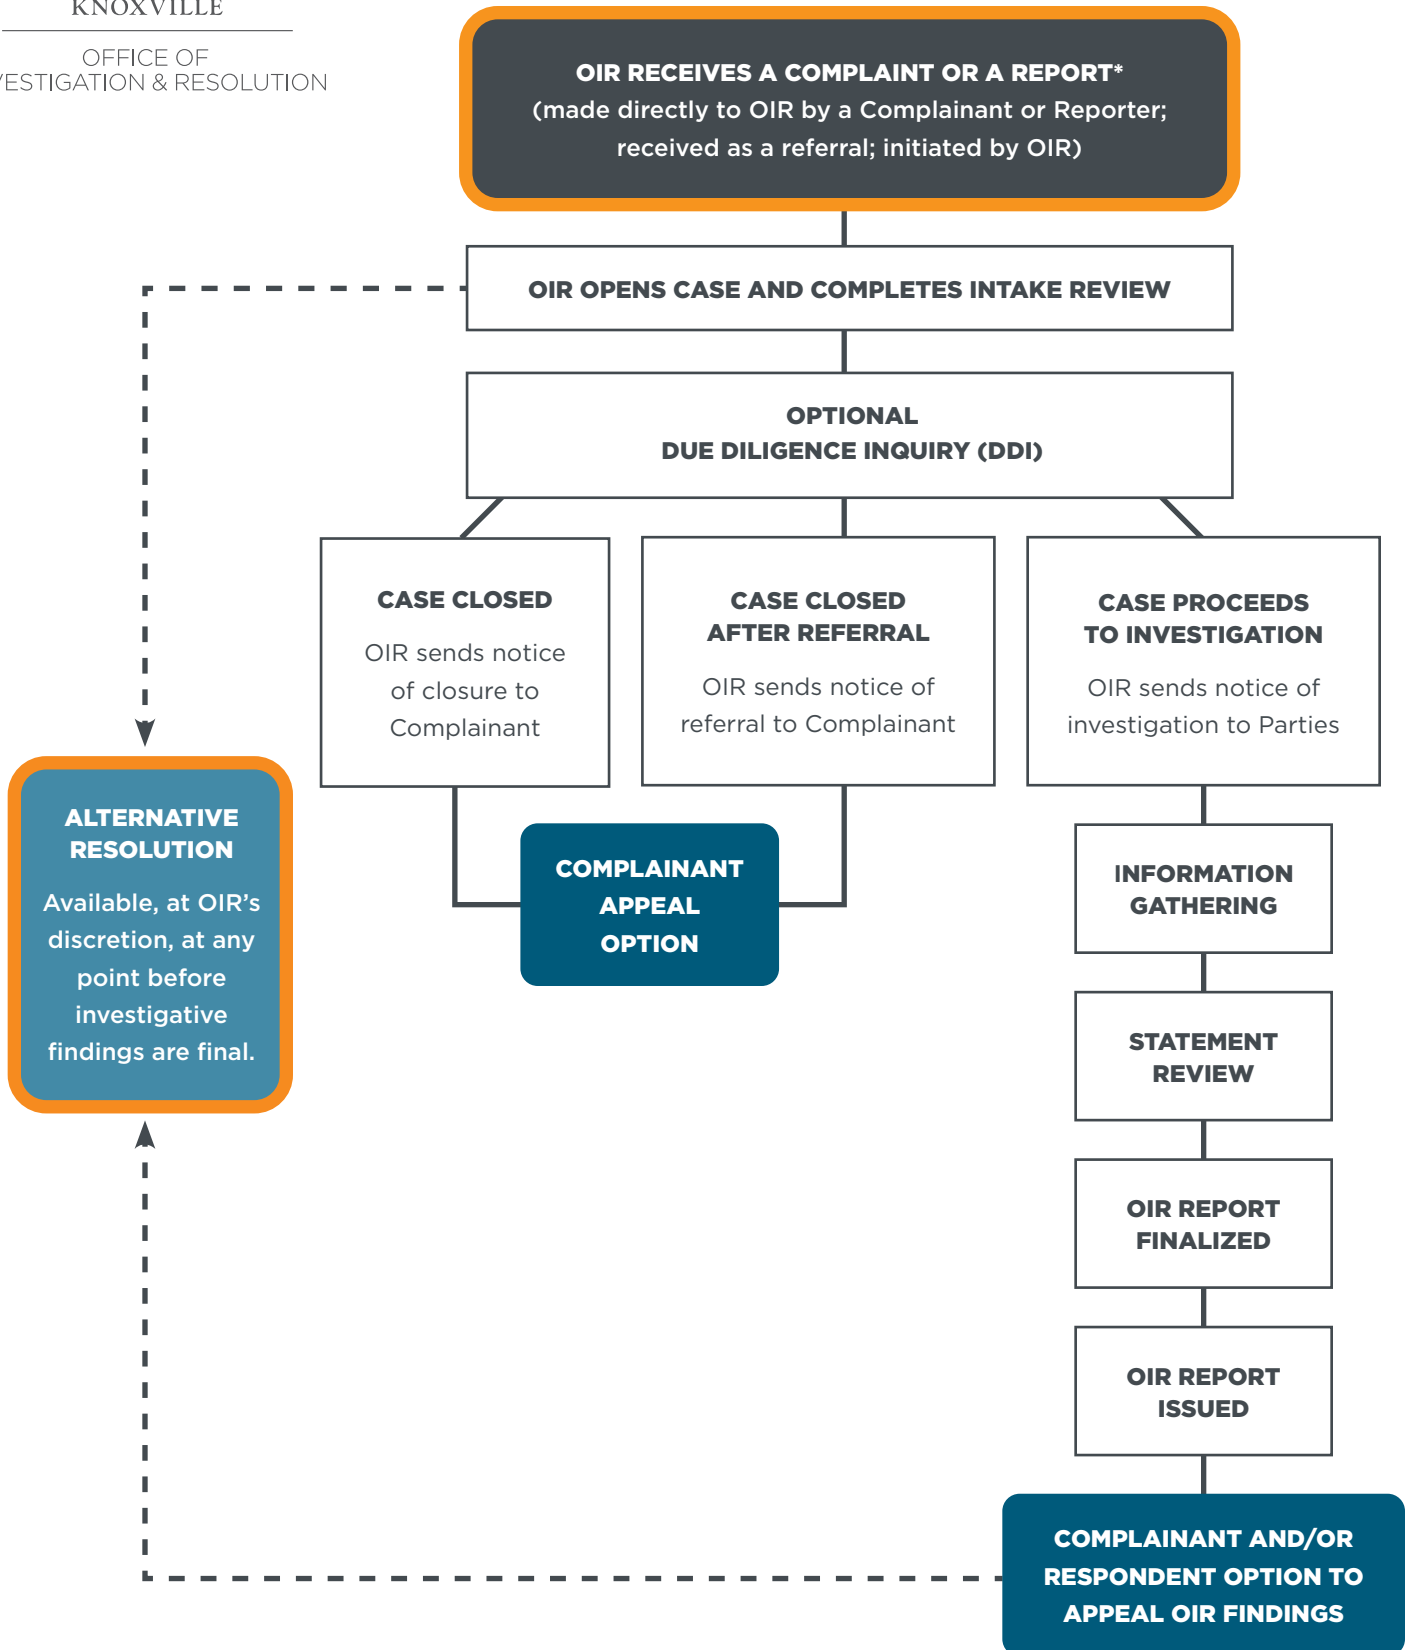 KNOXVILLE
OFFICE OF
VESTIGATION & RESOLUTION
OIR RECEIVES A COMPLAINT OR A REPORT*
(made directly to OIR by a Complainant or Reporter;
received as a referral; initiated by OIR)
OIR OPENS CASE AND COMPLETES INTAKE REVIEW
OPTIONAL
DUE DILIGENCE INQUIRY (DDI)
CASE CLOSED
OIR sends notice
of closure to
Complainant
CASE CLOSED
AFTER REFERRAL
OIR sends notice of
referral to Complainant
CASE PROCEEDS
TO INVESTIGATION
OIR sends notice of
investigation to Parties
ALTERNATIVE
RESOLUTION
Available, at OIR’s
discretion, at any
point before
investigative
findings are final.
COMPLAINANT
APPEAL
OPTION
INFORMATION
GATHERING
STATEMENT
REVIEW
OIR REPORT
FINALIZED
OIR REPORT
ISSUED
COMPLAINANT AND/OR
RESPONDENT OPTION TO
APPEAL OIR FINDINGS